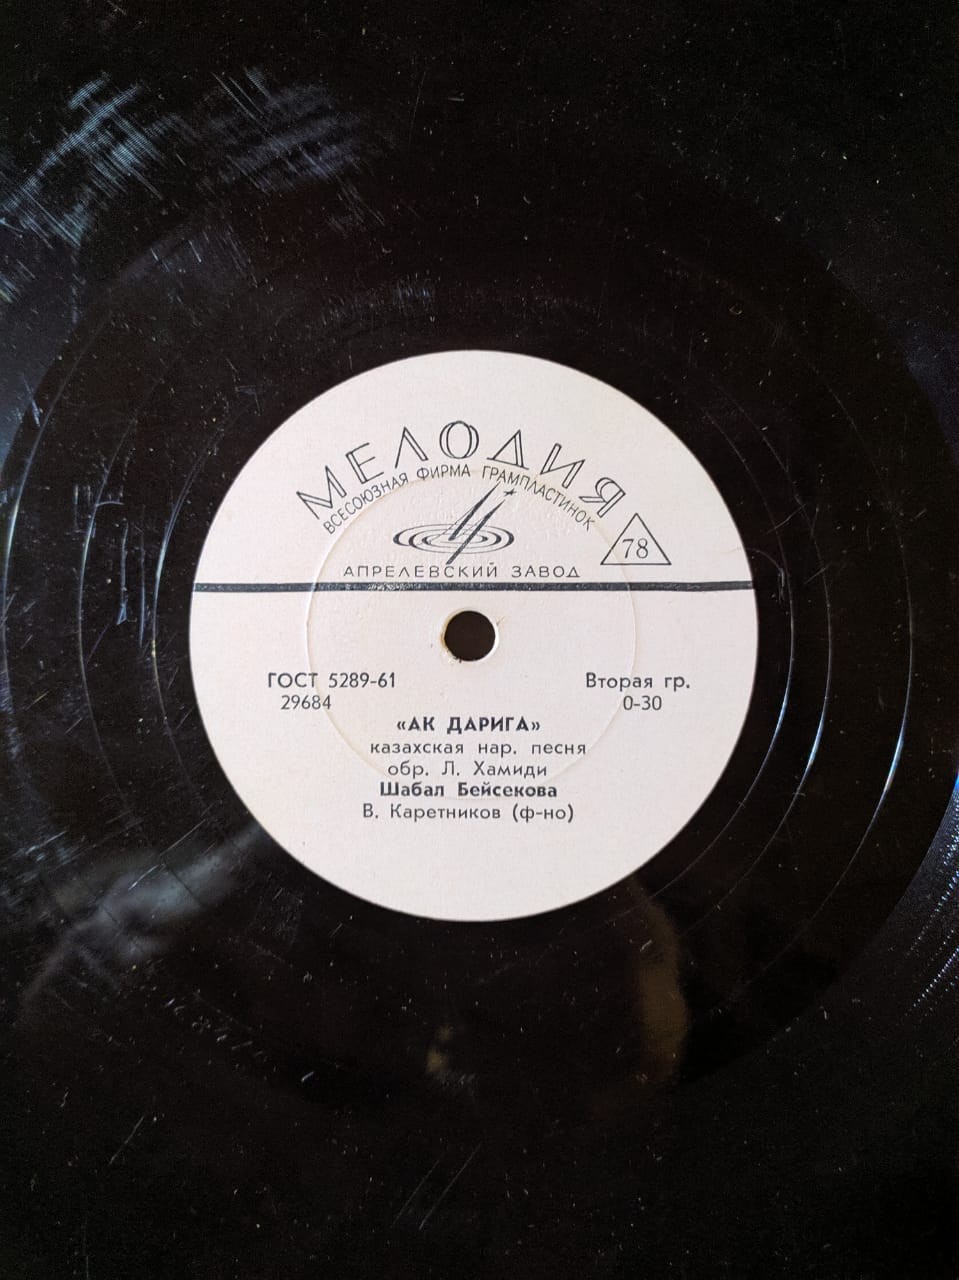 МЕЛОДИЯ
ВСЕСОЮЗНАЯ ФИРМА ГРАМПЛАСТИНОК
78
АПРЕЛЕВСКИЙ ЗАВОД
ГОСТ 5289-61 Вторая гр.
29684 0-30
«АК ДАРИГА»
казахская нар. песня
обр. Л. Хамиди
Шабал Бейсекова
В. Каретников (ф-но)